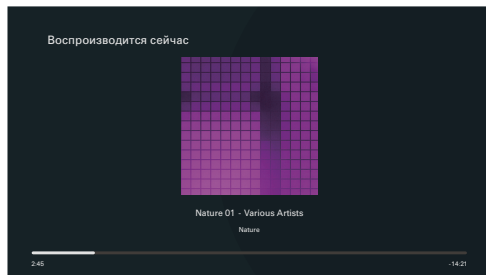 Воспроизводится сейчас
Nature 01 - Various Artists
Nature
2:45
-14:21